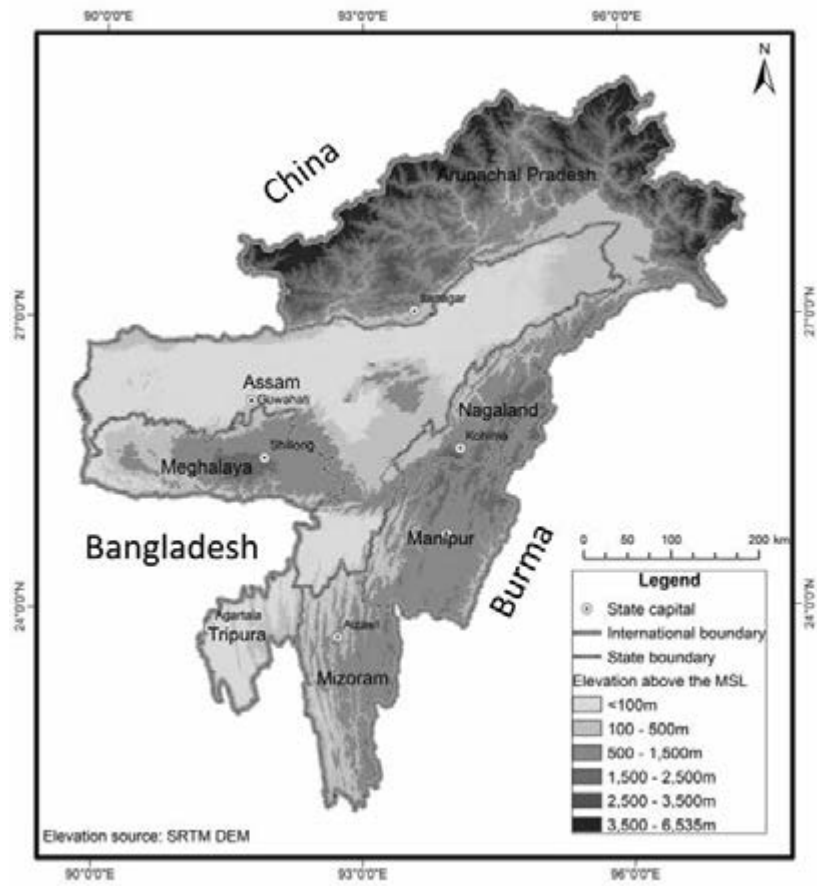 90°0'0"E
93°0'0"E
96°0'0"E
N
China
Arunachal Pradesh
27°0'0"N
27°0'0"N
Itanagar
Assam
Guwahati
Nagaland
Shillong
Kohima
Meghalaya
Bangladesh
Manipur
Burma
0 50 100 200 km
Legend
State capital
International boundary
State boundary
Elevation above the MSL
<100m
100 - 500m
500 - 1,500m
1,500 - 2,500m
2,500 - 3,500m
3,500 - 6,535m
24°0'0"N
24°0'0"N
Agartala
Tripura
Aizawl
Mizoram
Elevation source: SRTM DEM
90°0'0"E
93°0'0"E
96°0'0"E